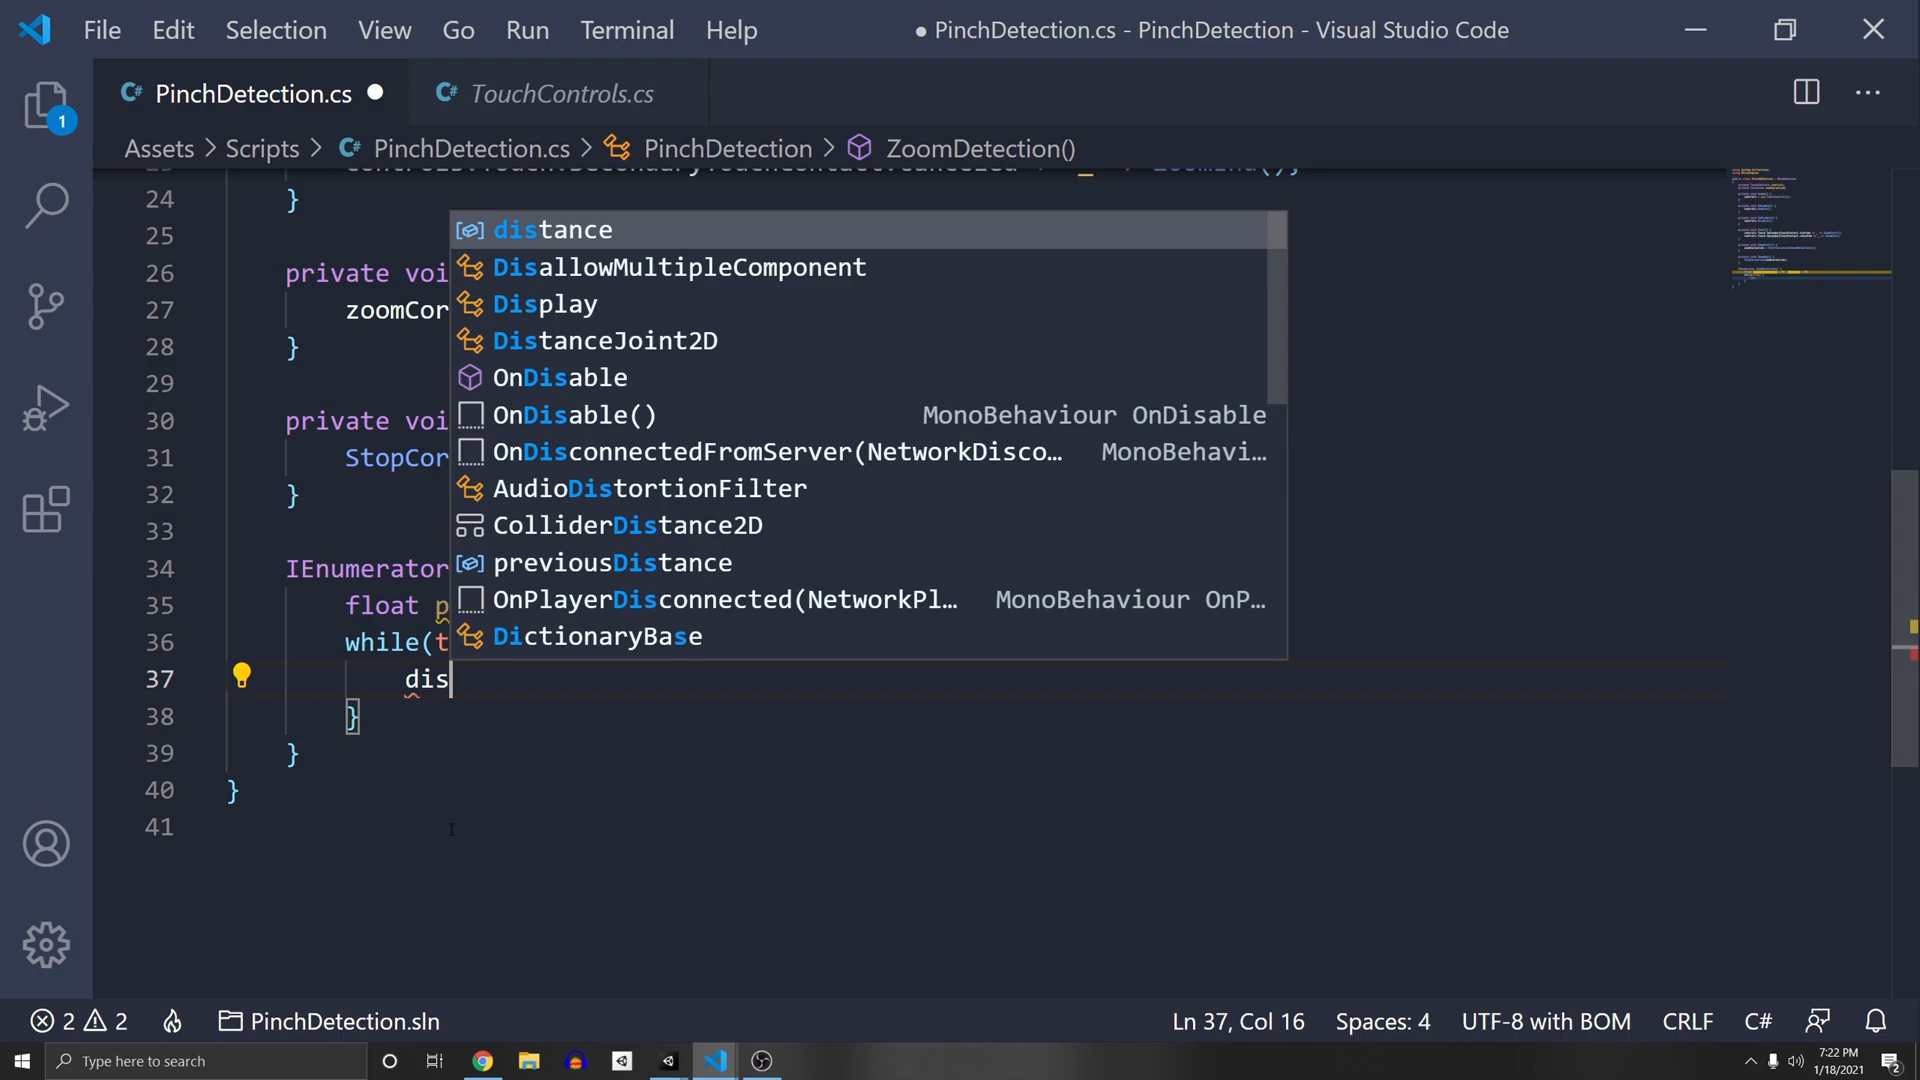 File Edit Selection View Go Run Terminal Help
● PinchDetection.cs - PinchDetection - Visual Studio Code
PinchDetection.cs
TouchControls.cs
Assets > Scripts > PinchDetection.cs > PinchDetection > ZoomDetection()
24 }
25
26 private voi
27 zoomCor
28 }
29
30 private voi
31 StopCor
32 }
33
34 IEnumerator
35 float p
36 while(t
37 dis
38 }
39 }
40 }
41
distance
DisallowMultipleComponent
Display
DistanceJoint2D
OnDisable
OnDisable() MonoBehaviour OnDisable
OnDisconnectedFromServer(NetworkDisco… MonoBehavi…
AudioDistortionFilter
ColliderDistance2D
previousDistance
OnPlayerDisconnected(NetworkPl… MonoBehaviour OnP…
DictionaryBase
1
2 2 PinchDetection.sln
Ln 37, Col 16 Spaces: 4 UTF-8 with BOM CRLF C#
Type here to search
7:22 PM
1/18/2021
2